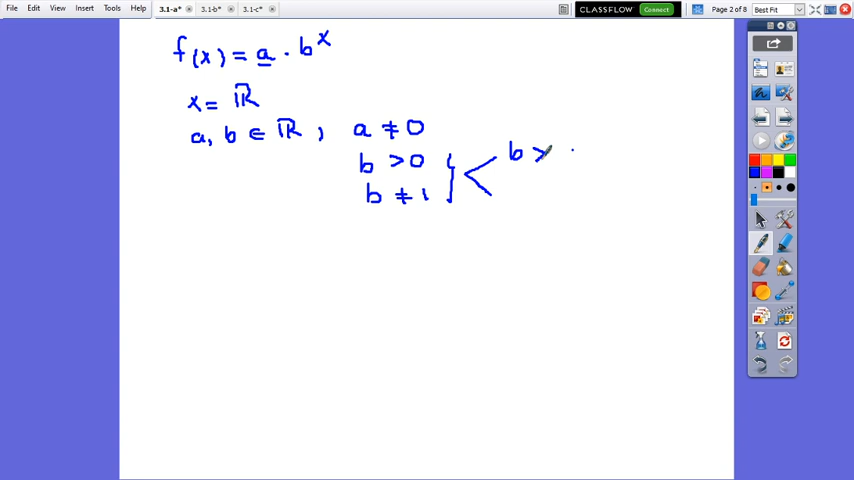 File Edit View Insert Tools Help 3.1-a* 3.1-b* 3.1-c* CLASSFLOW Connect Page 2 of 8 Best Fit
f(x) = a · b^x
x = ℝ
a, b ∈ ℝ , a ≠ 0
b > 0
b >
b ≠ 1